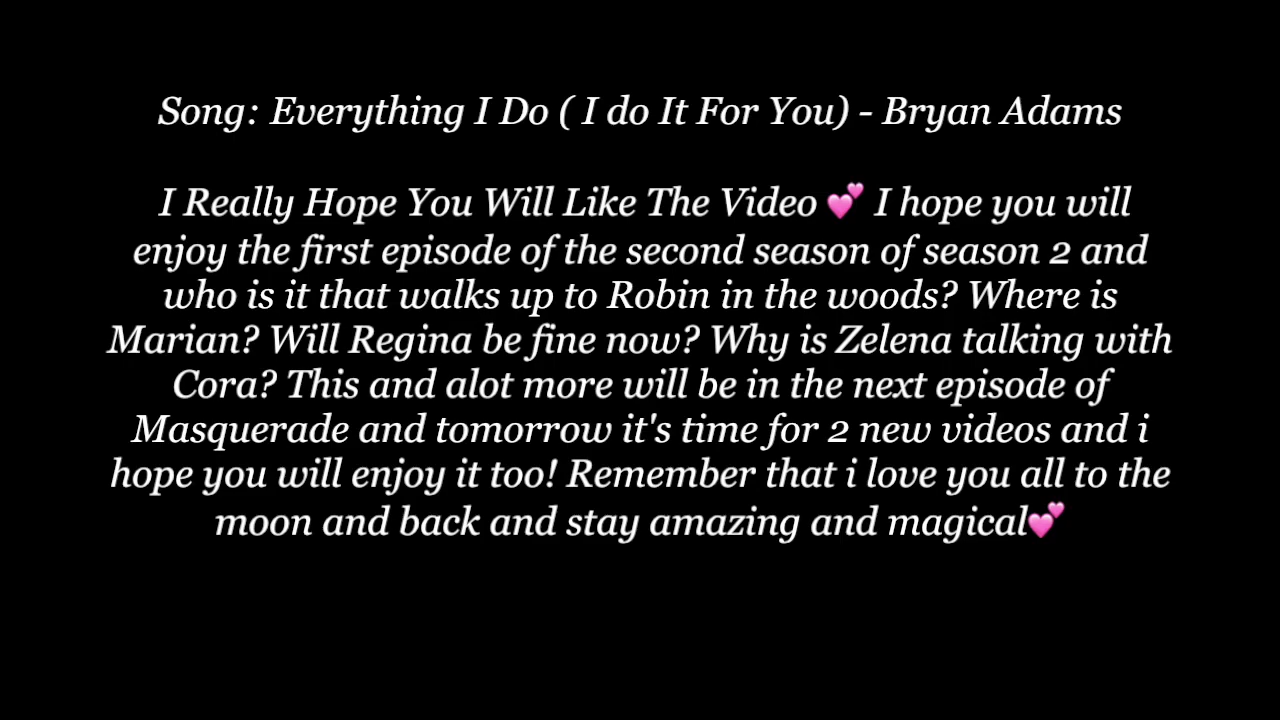 Song: Everything I Do ( I do It For You) - Bryan Adams
I Really Hope You Will Like The Video 💕 I hope you will
enjoy the first episode of the second season of season 2 and
who is it that walks up to Robin in the woods? Where is
Marian? Will Regina be fine now? Why is Zelena talking with
Cora? This and alot more will be in the next episode of
Masquerade and tomorrow it's time for 2 new videos and i
hope you will enjoy it too! Remember that i love you all to the
moon and back and stay amazing and magical💕